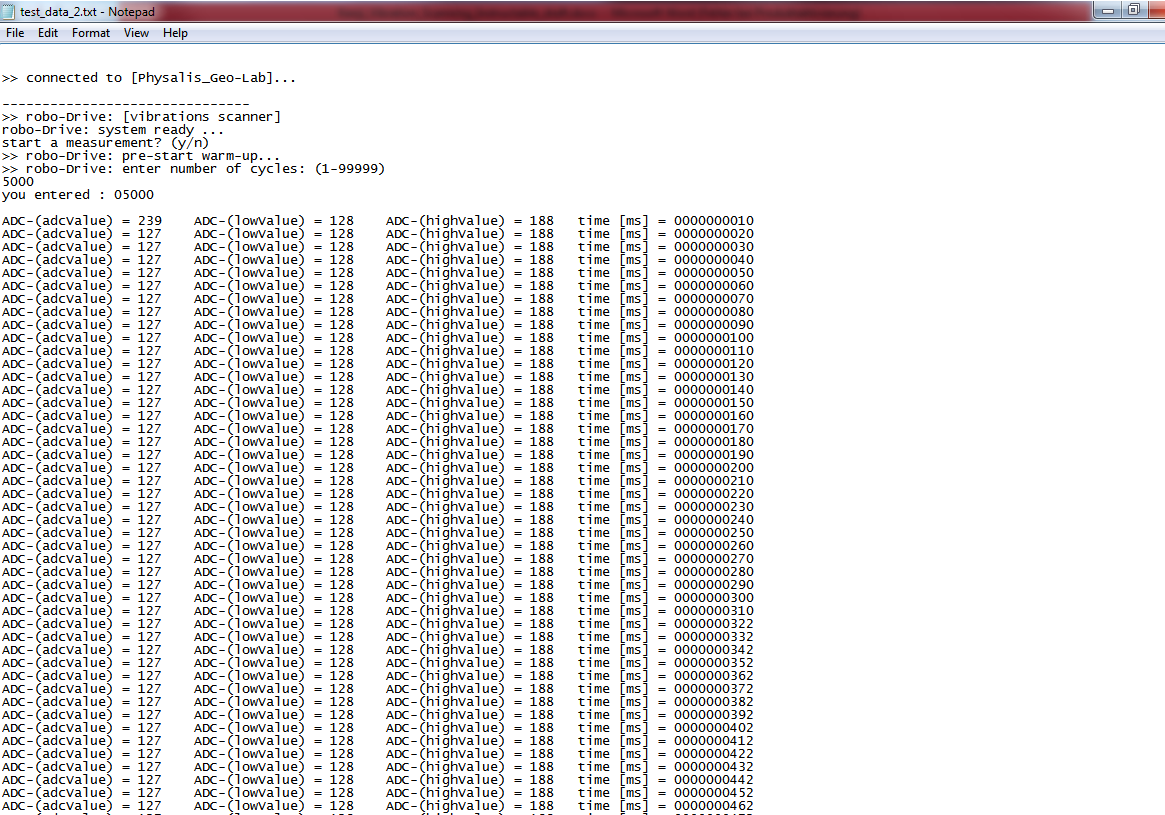 test_data_2.txt - Notepad
File Edit Format View Help
>> connected to [Physalis_Geo-Lab]...
-------------------------------
>> robo-Drive: [vibrations scanner]
robo-Drive: system ready ...
start a measurement? (y/n)
>> robo-Drive: pre-start warm-up...
>> robo-Drive: enter number of cycles: (1-99999)
5000
you entered : 05000
ADC-(adcValue) = 239 ADC-(lowValue) = 128 ADC-(highValue) = 188 time [ms] = 0000000010
ADC-(adcValue) = 127 ADC-(lowValue) = 128 ADC-(highValue) = 188 time [ms] = 0000000020
ADC-(adcValue) = 127 ADC-(lowValue) = 128 ADC-(highValue) = 188 time [ms] = 0000000030
ADC-(adcValue) = 127 ADC-(lowValue) = 128 ADC-(highValue) = 188 time [ms] = 0000000040
ADC-(adcValue) = 127 ADC-(lowValue) = 128 ADC-(highValue) = 188 time [ms] = 0000000050
ADC-(adcValue) = 127 ADC-(lowValue) = 128 ADC-(highValue) = 188 time [ms] = 0000000060
ADC-(adcValue) = 127 ADC-(lowValue) = 128 ADC-(highValue) = 188 time [ms] = 0000000070
ADC-(adcValue) = 127 ADC-(lowValue) = 128 ADC-(highValue) = 188 time [ms] = 0000000080
ADC-(adcValue) = 127 ADC-(lowValue) = 128 ADC-(highValue) = 188 time [ms] = 0000000090
ADC-(adcValue) = 127 ADC-(lowValue) = 128 ADC-(highValue) = 188 time [ms] = 0000000100
ADC-(adcValue) = 127 ADC-(lowValue) = 128 ADC-(highValue) = 188 time [ms] = 0000000110
ADC-(adcValue) = 127 ADC-(lowValue) = 128 ADC-(highValue) = 188 time [ms] = 0000000120
ADC-(adcValue) = 127 ADC-(lowValue) = 128 ADC-(highValue) = 188 time [ms] = 0000000130
ADC-(adcValue) = 127 ADC-(lowValue) = 128 ADC-(highValue) = 188 time [ms] = 0000000140
ADC-(adcValue) = 127 ADC-(lowValue) = 128 ADC-(highValue) = 188 time [ms] = 0000000150
ADC-(adcValue) = 127 ADC-(lowValue) = 128 ADC-(highValue) = 188 time [ms] = 0000000160
ADC-(adcValue) = 127 ADC-(lowValue) = 128 ADC-(highValue) = 188 time [ms] = 0000000170
ADC-(adcValue) = 127 ADC-(lowValue) = 128 ADC-(highValue) = 188 time [ms] = 0000000180
ADC-(adcValue) = 127 ADC-(lowValue) = 128 ADC-(highValue) = 188 time [ms] = 0000000190
ADC-(adcValue) = 127 ADC-(lowValue) = 128 ADC-(highValue) = 188 time [ms] = 0000000200
ADC-(adcValue) = 127 ADC-(lowValue) = 128 ADC-(highValue) = 188 time [ms] = 0000000210
ADC-(adcValue) = 127 ADC-(lowValue) = 128 ADC-(highValue) = 188 time [ms] = 0000000220
ADC-(adcValue) = 127 ADC-(lowValue) = 128 ADC-(highValue) = 188 time [ms] = 0000000230
ADC-(adcValue) = 127 ADC-(lowValue) = 128 ADC-(highValue) = 188 time [ms] = 0000000240
ADC-(adcValue) = 127 ADC-(lowValue) = 128 ADC-(highValue) = 188 time [ms] = 0000000250
ADC-(adcValue) = 127 ADC-(lowValue) = 128 ADC-(highValue) = 188 time [ms] = 0000000260
ADC-(adcValue) = 127 ADC-(lowValue) = 128 ADC-(highValue) = 188 time [ms] = 0000000270
ADC-(adcValue) = 127 ADC-(lowValue) = 128 ADC-(highValue) = 188 time [ms] = 0000000280
ADC-(adcValue) = 127 ADC-(lowValue) = 128 ADC-(highValue) = 188 time [ms] = 0000000290
ADC-(adcValue) = 127 ADC-(lowValue) = 128 ADC-(highValue) = 188 time [ms] = 0000000300
ADC-(adcValue) = 127 ADC-(lowValue) = 128 ADC-(highValue) = 188 time [ms] = 0000000310
ADC-(adcValue) = 127 ADC-(lowValue) = 128 ADC-(highValue) = 188 time [ms] = 0000000322
ADC-(adcValue) = 127 ADC-(lowValue) = 128 ADC-(highValue) = 188 time [ms] = 0000000332
ADC-(adcValue) = 127 ADC-(lowValue) = 128 ADC-(highValue) = 188 time [ms] = 0000000342
ADC-(adcValue) = 127 ADC-(lowValue) = 128 ADC-(highValue) = 188 time [ms] = 0000000352
ADC-(adcValue) = 127 ADC-(lowValue) = 128 ADC-(highValue) = 188 time [ms] = 0000000362
ADC-(adcValue) = 127 ADC-(lowValue) = 128 ADC-(highValue) = 188 time [ms] = 0000000372
ADC-(adcValue) = 127 ADC-(lowValue) = 128 ADC-(highValue) = 188 time [ms] = 0000000382
ADC-(adcValue) = 127 ADC-(lowValue) = 128 ADC-(highValue) = 188 time [ms] = 0000000392
ADC-(adcValue) = 127 ADC-(lowValue) = 128 ADC-(highValue) = 188 time [ms] = 0000000402
ADC-(adcValue) = 127 ADC-(lowValue) = 128 ADC-(highValue) = 188 time [ms] = 0000000412
ADC-(adcValue) = 127 ADC-(lowValue) = 128 ADC-(highValue) = 188 time [ms] = 0000000422
ADC-(adcValue) = 127 ADC-(lowValue) = 128 ADC-(highValue) = 188 time [ms] = 0000000432
ADC-(adcValue) = 127 ADC-(lowValue) = 128 ADC-(highValue) = 188 time [ms] = 0000000442
ADC-(adcValue) = 127 ADC-(lowValue) = 128 ADC-(highValue) = 188 time [ms] = 0000000452
ADC-(adcValue) = 127 ADC-(lowValue) = 128 ADC-(highValue) = 188 time [ms] = 0000000462